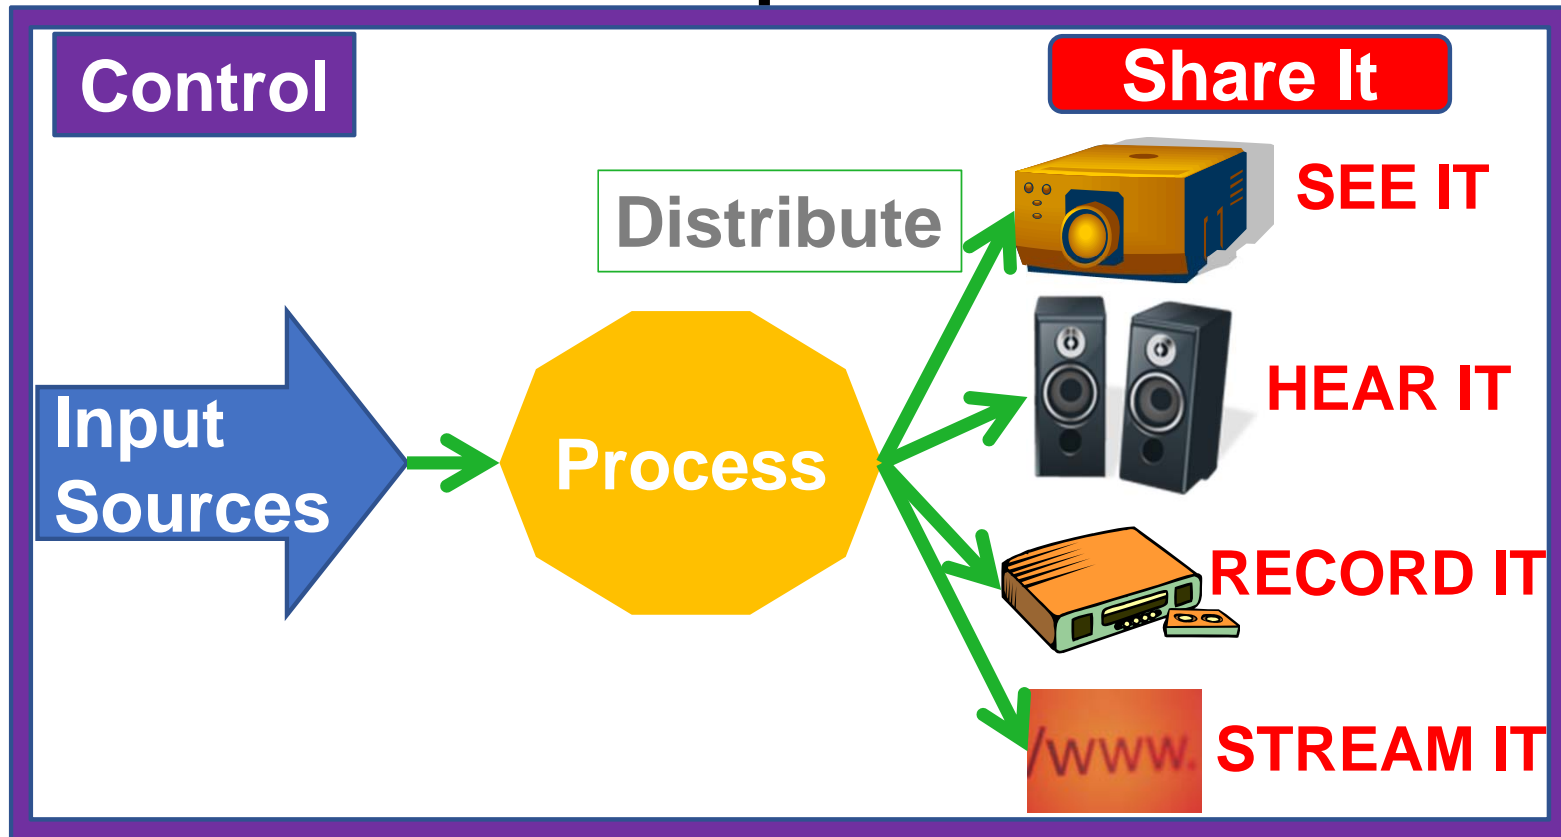 Control
Share It
SEE IT
Distribute
HEAR IT
Input
Sources
Process
RECORD IT
/www.
STREAM IT